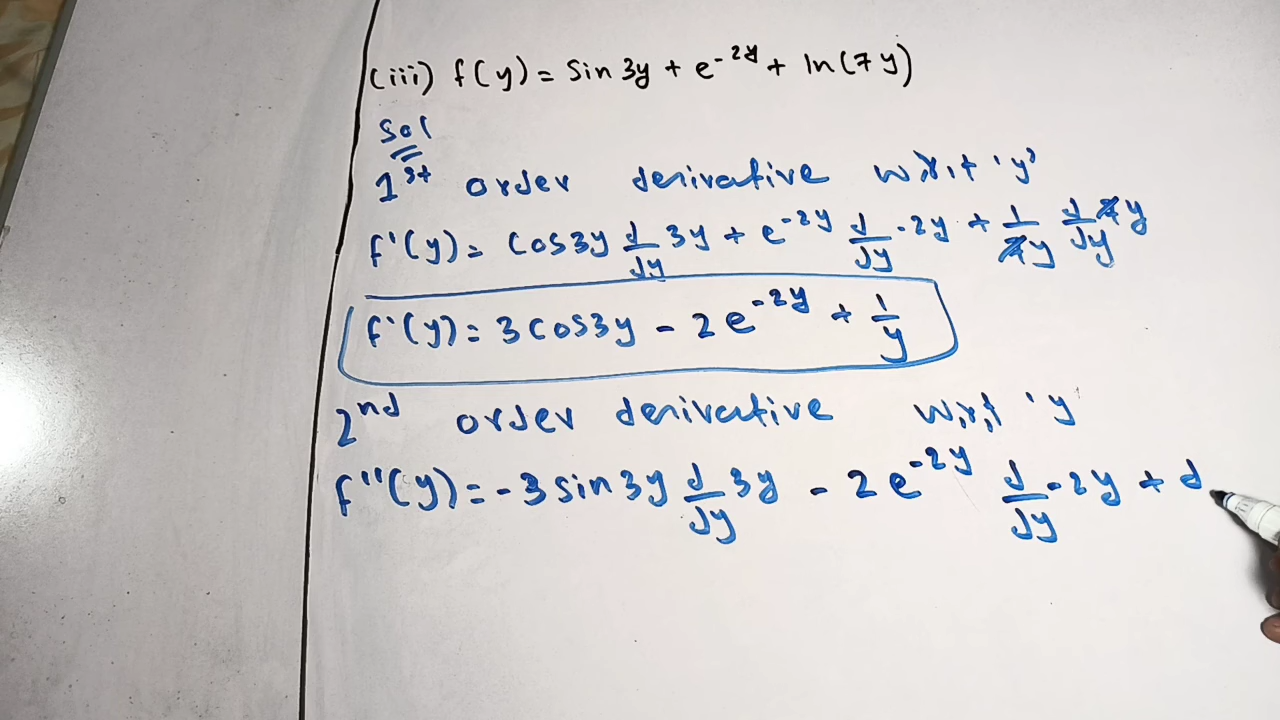 (iii) f(y) = Sin 3y + e^-2y + ln(7y)
Sol
1st order derivative w.r.t 'y'
f'(y) = Cos3y d/dy 3y + e^-2y d/dy -2y + 1/7y d/dy 7y
f'(y) = 3cos3y - 2e^-2y + 1/y
2nd order derivative w.r.t 'y'
f''(y) = -3 sin 3y d/dy 3y - 2e^-2y d/dy -2y + d